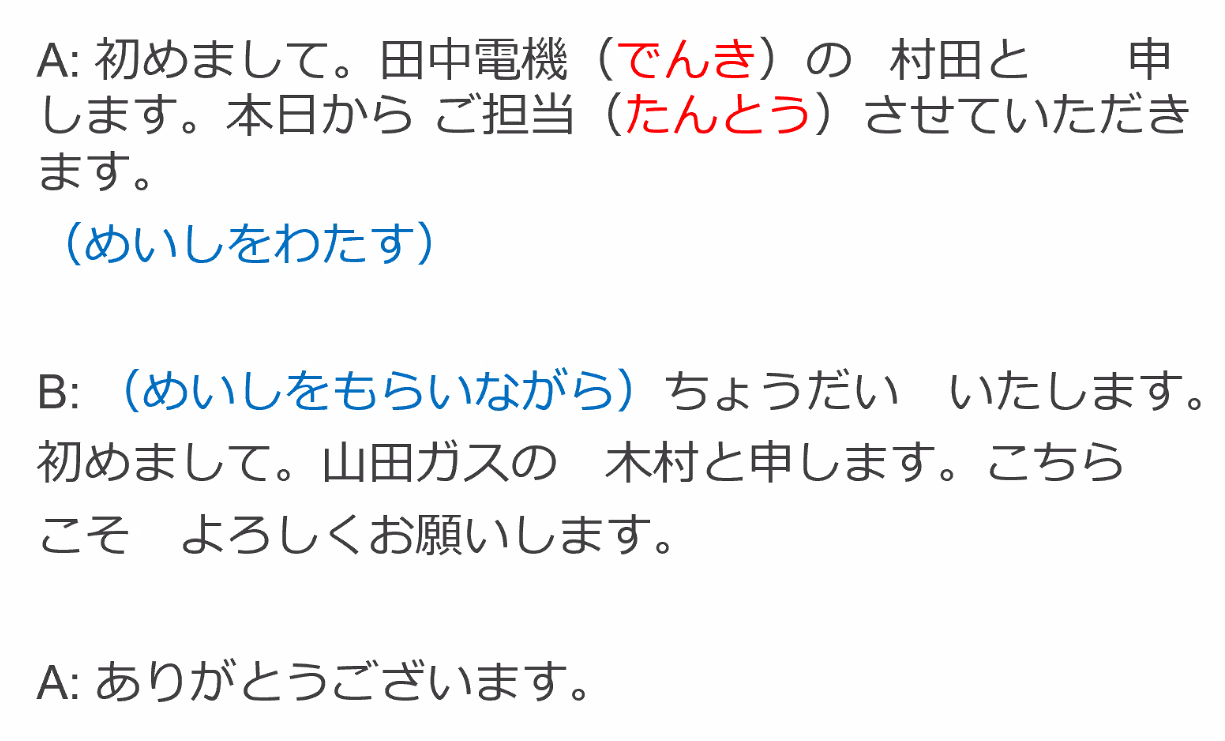 A: 初めまして。田中電機（でんき）の　村田と　　申
します。本日から ご担当（たんとう）させていただき
ます。
（めいしをわたす）
B: （めいしをもらいながら）ちょうだい　いたします。
初めまして。山田ガスの　木村と申します。こちら
こそ　よろしくお願いします。
A: ありがとうございます。